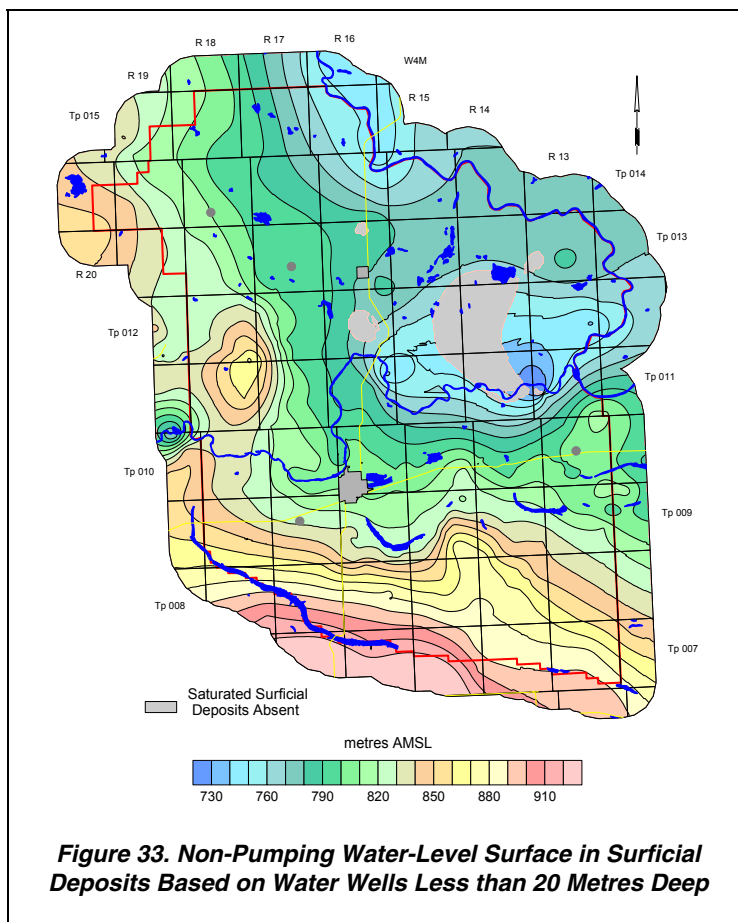 R 16
R 17
R 18
W4M
R 19
R 15
R 14
Tp 015
R 13
Tp 014
Tp 013
R 20
Tp 012
Tp 011
Tp 010
Tp 009
Tp 008
Tp 007
Saturated Surficial
Deposits Absent
metres AMSL
730 760 790 820 850 880 910
Figure 33. Non-Pumping Water-Level Surface in Surficial
Deposits Based on Water Wells Less than 20 Metres Deep